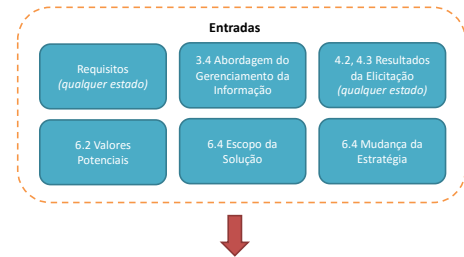 Entradas
Requisitos
(qualquer estado)
3.4 Abordagem do
Gerenciamento da
Informação
4.2, 4.3 Resultados
da Elicitação
(qualquer estado)
6.2 Valores
Potenciais
6.4 Escopo da
Solução
6.4 Mudança da
Estratégia